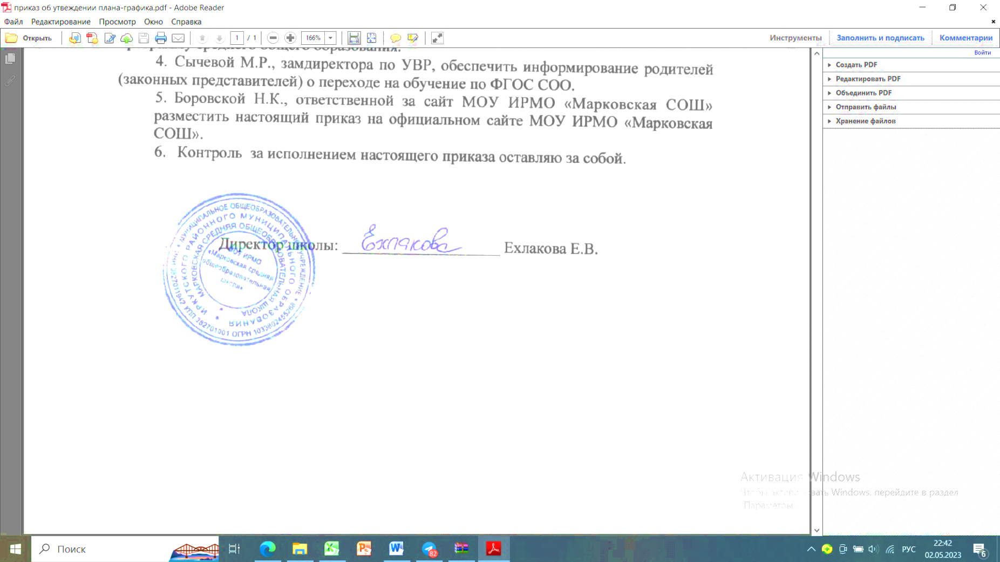 приказ об утвеждении плана-графика.pdf - Adobe Reader
Файл Редактирование Просмотр Окно Справка
Открыть 1 / 1 166% Инструменты Заполнить и подписать Комментарии
Войти
Создать PDF
Редактировать PDF
Объединить PDF
Отправить файлы
Хранение файлов
программу среднего общего образования.
4. Сычевой М.Р., замдиректора по УВР, обеспечить информирование родителей
(законных представителей) о переходе на обучение по ФГОС СОО.
5. Боровской Н.К., ответственной за сайт МОУ ИРМО «Марковская СОШ»
разместить настоящий приказ на официальном сайте МОУ ИРМО «Марковская
СОШ».
6. Контроль за исполнением настоящего приказа оставляю за собой.
Директор школы: Ехлакова Ехлакова Е.В.
МУНИЦИПАЛЬНОЕ ОБЩЕОБРАЗОВАТЕЛЬНОЕ УЧРЕЖДЕНИЕ
ИНН 3827011942 КПП 382701001 ОГРН 1033802455268
ИРКУТСКОГО РАЙОННОГО МУНИЦИПАЛЬНОГО ОБРАЗОВАНИЯ
МАРКОВСКАЯ СРЕДНЯЯ ОБЩЕОБРАЗОВАТЕЛЬНАЯ ШКОЛА
МОУ ИРМО
«Марковская средняя
общеобразовательная
школа»
Активация Windows
Чтобы активировать Windows, перейдите в раздел
Параметры
Поиск
82
РУС
22:42
02.05.2023
6